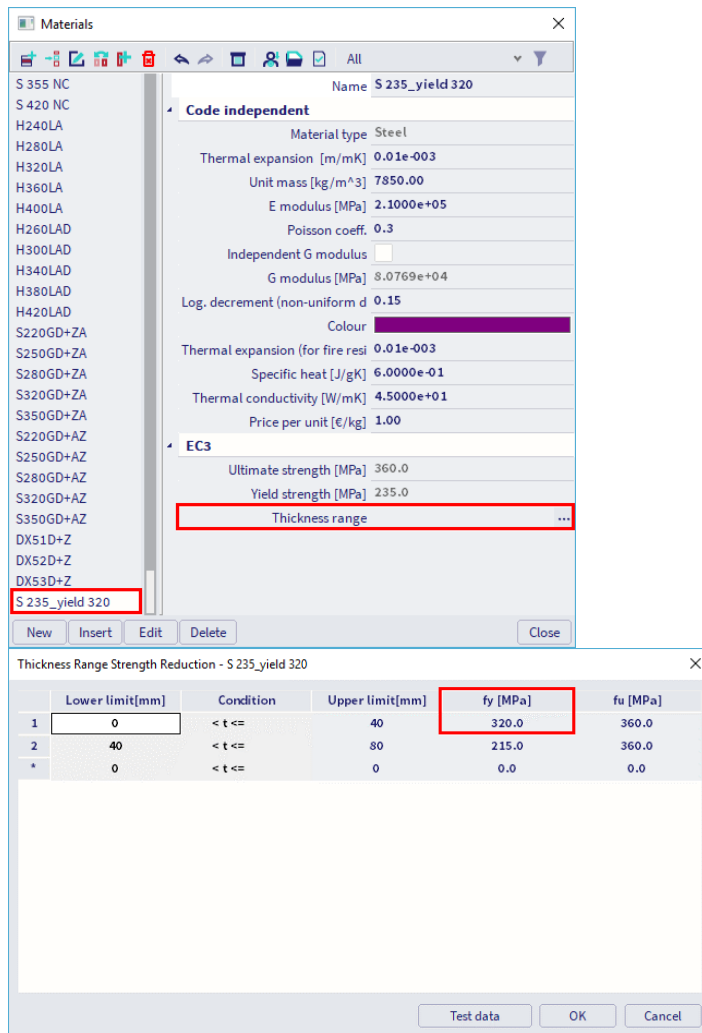 Materials
All
S 355 NC
S 420 NC
H240LA
H280LA
H320LA
H360LA
H400LA
H260LAD
H300LAD
H340LAD
H380LAD
H420LAD
S220GD+ZA
S250GD+ZA
S280GD+ZA
S320GD+ZA
S350GD+ZA
S220GD+AZ
S250GD+AZ
S280GD+AZ
S320GD+AZ
S350GD+AZ
DX51D+Z
DX52D+Z
DX53D+Z
S 235_yield 320
Name S 235_yield 320
Code independent
Material type Steel
Thermal expansion [m/mK] 0.01e-003
Unit mass [kg/m^3] 7850.00
E modulus [MPa] 2.1000e+05
Poisson coeff. 0.3
Independent G modulus
G modulus [MPa] 8.0769e+04
Log. decrement (non-uniform d 0.15
Colour
Thermal expansion (for fire resi 0.01e-003
Specific heat [J/gK] 6.0000e-01
Thermal conductivity [W/mK] 4.5000e+01
Price per unit [€/kg] 1.00
EC3
Ultimate strength [MPa] 360.0
Yield strength [MPa] 235.0
Thickness range ...
New Insert Edit Delete Close
Thickness Range Strength Reduction - S 235_yield 320
Lower limit[mm] Condition Upper limit[mm] fy [MPa] fu [MPa]
1 0 < t <= 40 320.0 360.0
2 40 < t <= 80 215.0 360.0
* 0 < t <= 0 0.0 0.0
Test data OK Cancel